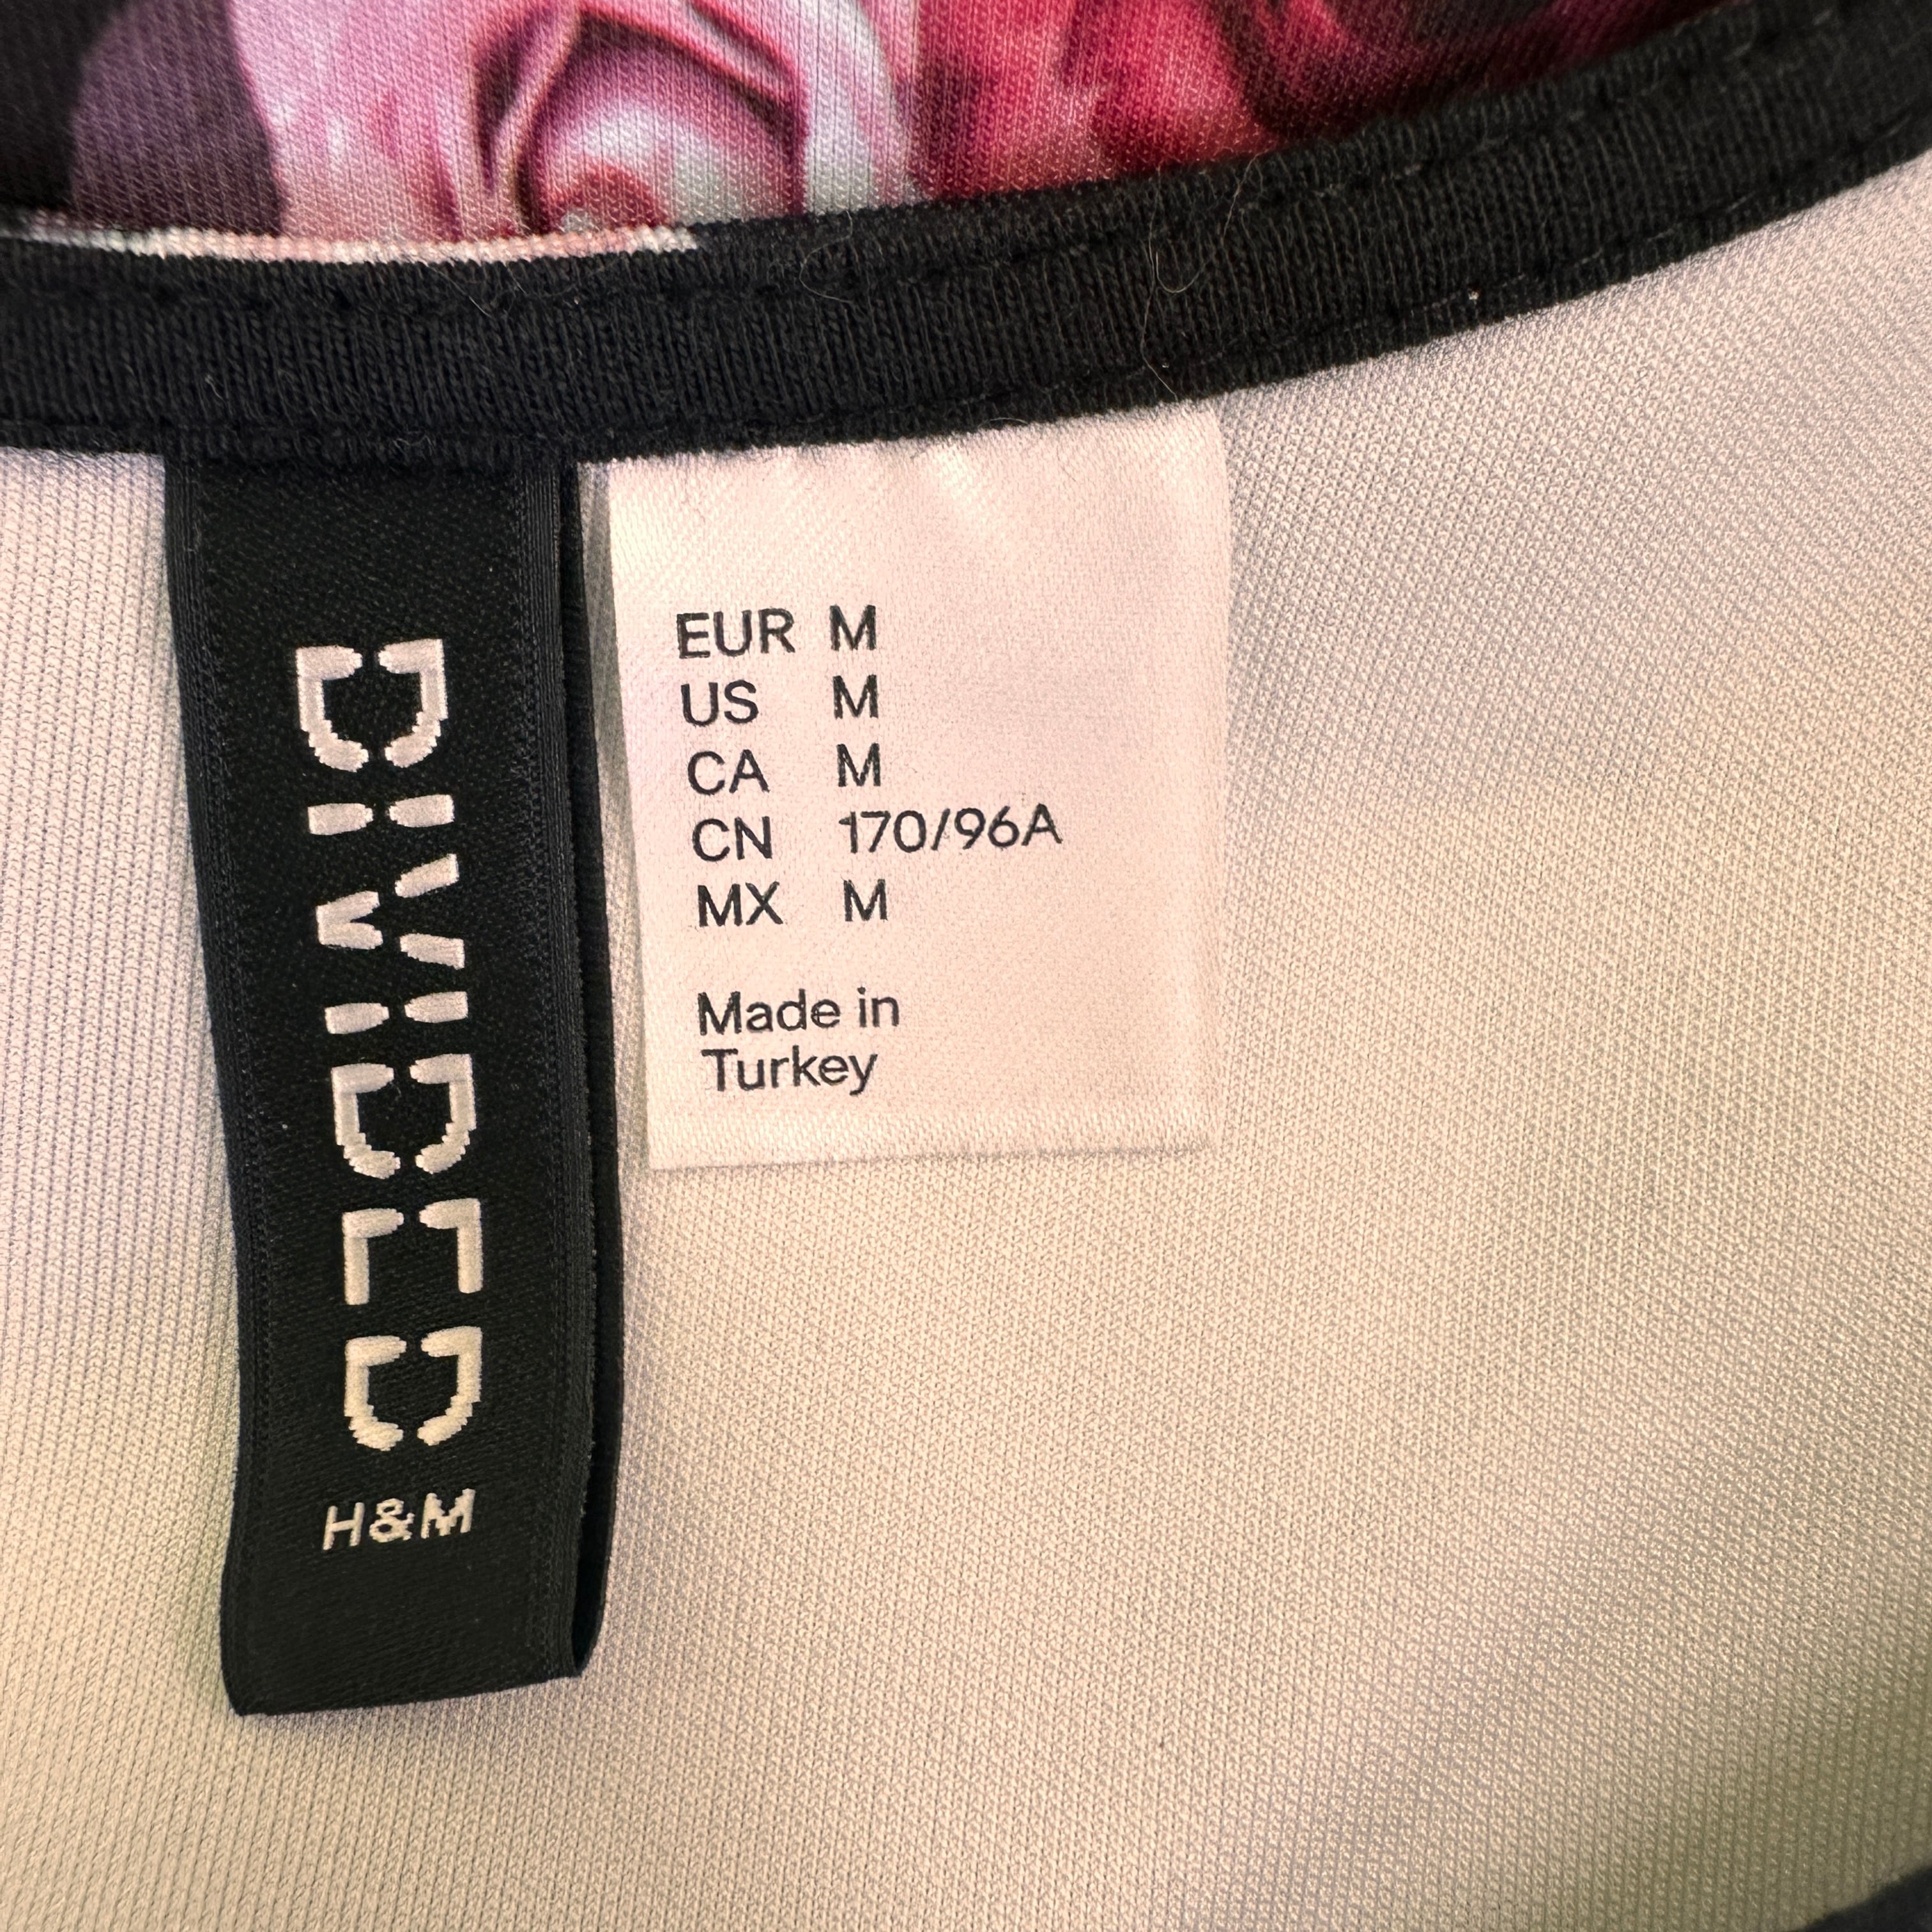 DIVIDED
H&M
EUR M
US M
CA M
CN 170/96A
MX M
Made in
Turkey